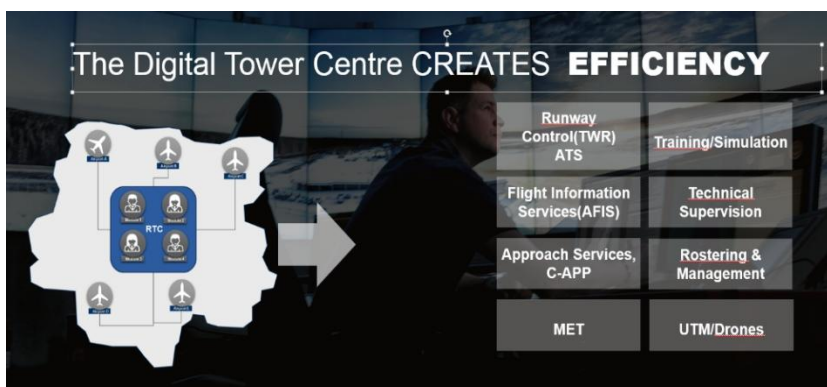 The Digital Tower Centre CREATES EFFICIENCY
Runway
Control(TWR)
ATS
Training/Simulation
Flight Information
Services(AFIS)
Technical
Supervision
Approach Services,
C-APP
Rostering &
Management
MET
UTM/Drones
RTC